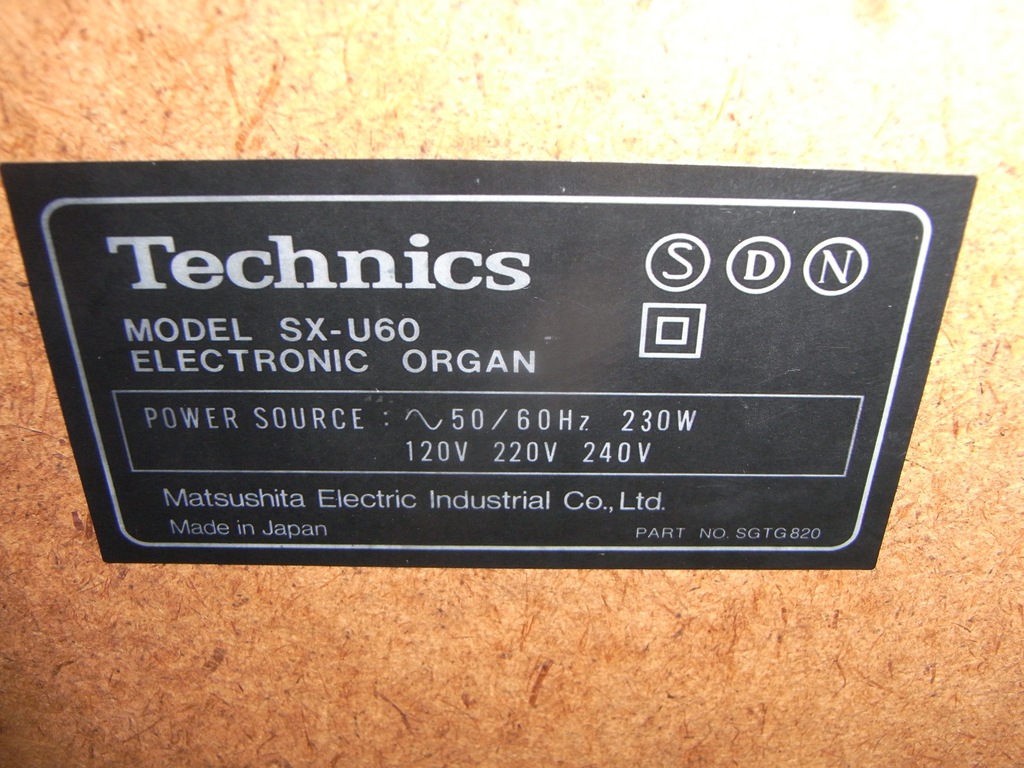 Technics
S D N
MODEL SX-U60
ELECTRONIC ORGAN
POWER SOURCE : ∿50/60Hz 230W
120V 220V 240V
Matsushita Electric Industrial Co., Ltd.
Made in Japan
PART NO. SGTG820